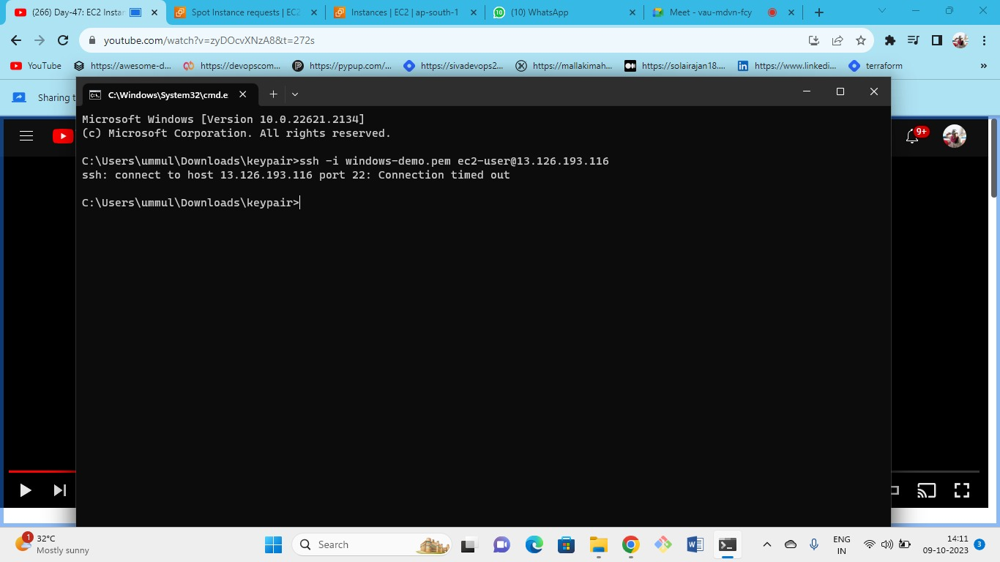 (266) Day-47: EC2 Instan
Spot Instance requests | EC2
Instances | EC2 | ap-south-1
10
(10) WhatsApp
Meet - vau-mdvn-fcy
youtube.com/watch?v=zyDOcvXNzA8&t=272s
YouTube
https://awesome-d...
https://devopscom...
https://pypup.com/...
https://sivadevops2...
https://mallakimah...
https://solairajan18....
https://www.linkedi...
terraform
»
Sharing t
C:\Windows\System32\cmd.e
Microsoft Windows [Version 10.0.22621.2134]
(c) Microsoft Corporation. All rights reserved.
C:\Users\ummul\Downloads\keypair>ssh -i windows-demo.pem ec2-user@13.126.193.116
ssh: connect to host 13.126.193.116 port 22: Connection timed out
C:\Users\ummul\Downloads\keypair>
9+
1
32°C
Mostly sunny
Search
ENG
IN
14:11
09-10-2023
3